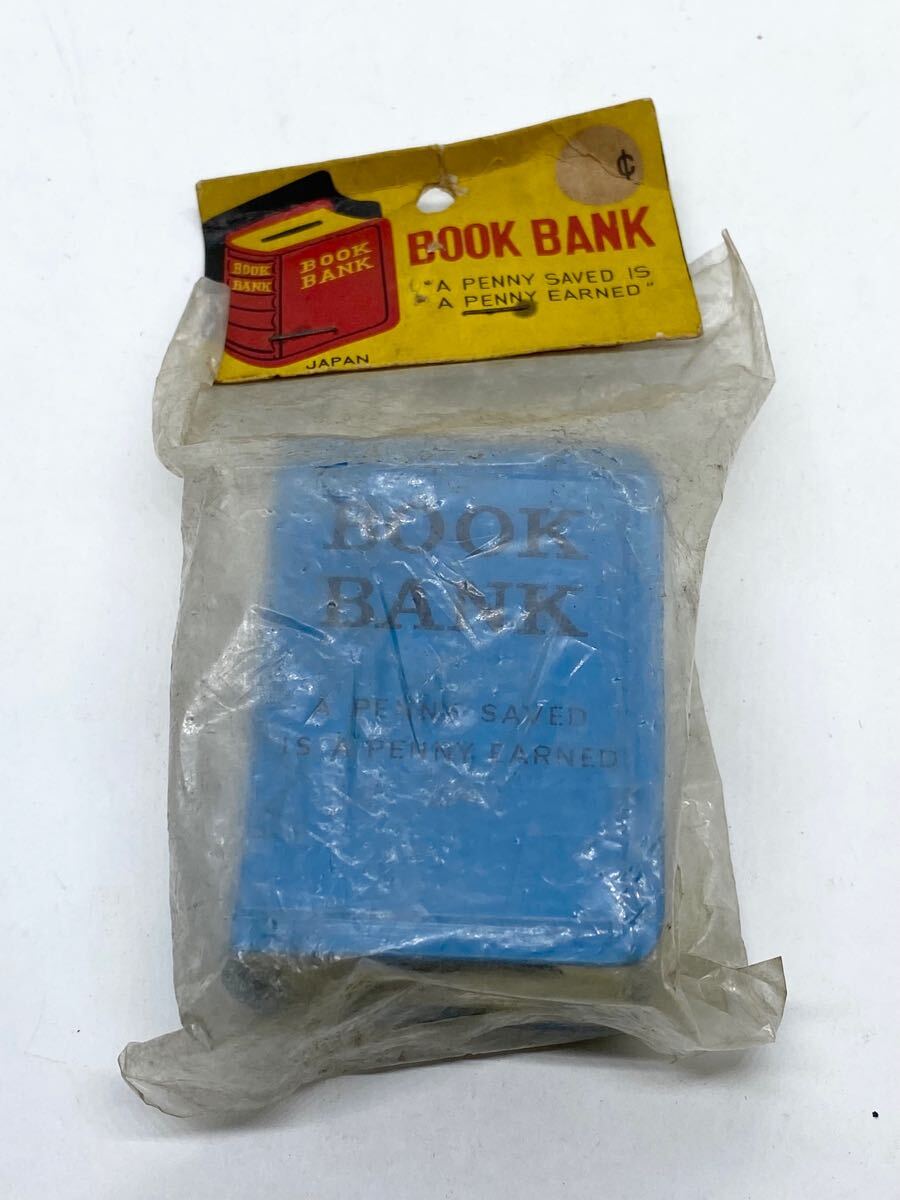 ¢
BOOK
BANK
BOOK
BANK
BOOK BANK
"A PENNY SAVED IS
A PENNY EARNED"
JAPAN
BOOK
BANK
A PENNY SAVED
IS A PENNY EARNED